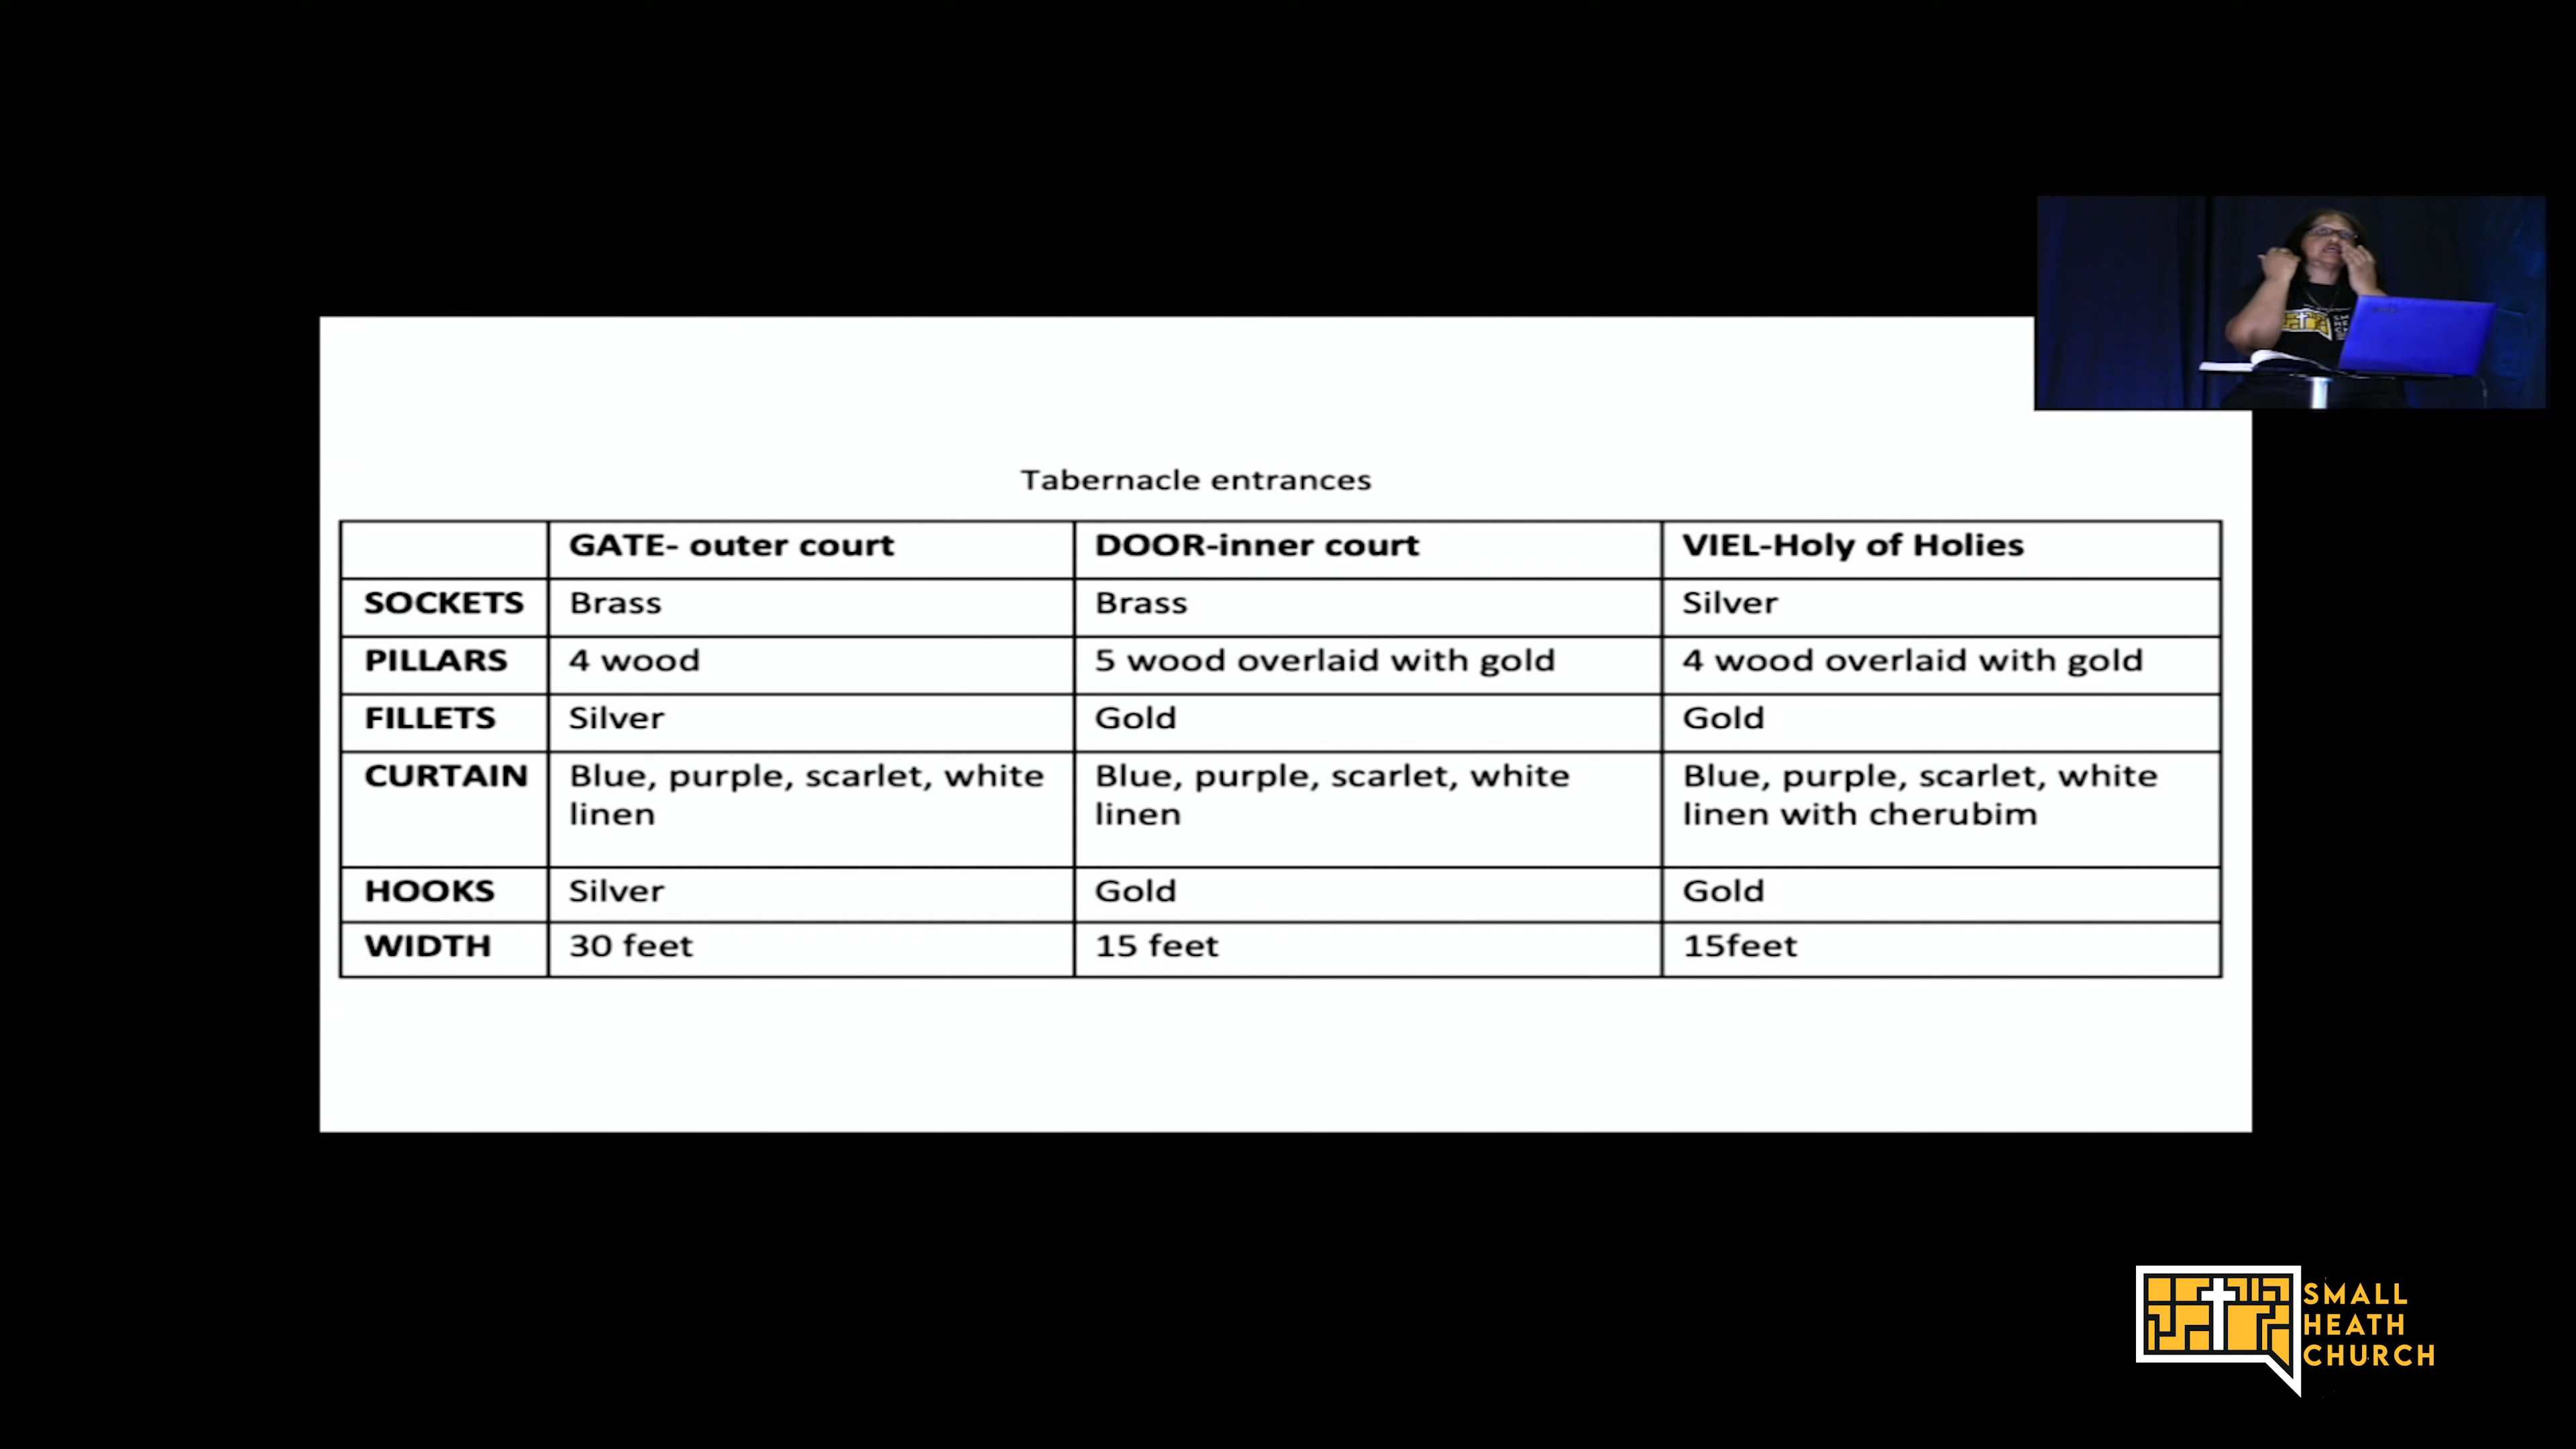 Tabernacle entrances
GATE- outer court DOOR-inner court VIEL-Holy of Holies
SOCKETS Brass Brass Silver
PILLARS 4 wood 5 wood overlaid with gold 4 wood overlaid with gold
FILLETS Silver Gold Gold
CURTAIN Blue, purple, scarlet, white Blue, purple, scarlet, white Blue, purple, scarlet, white
linen linen linen with cherubim
HOOKS Silver Gold Gold
WIDTH 30 feet 15 feet 15feet
SMALL
HEATH
CHURCH